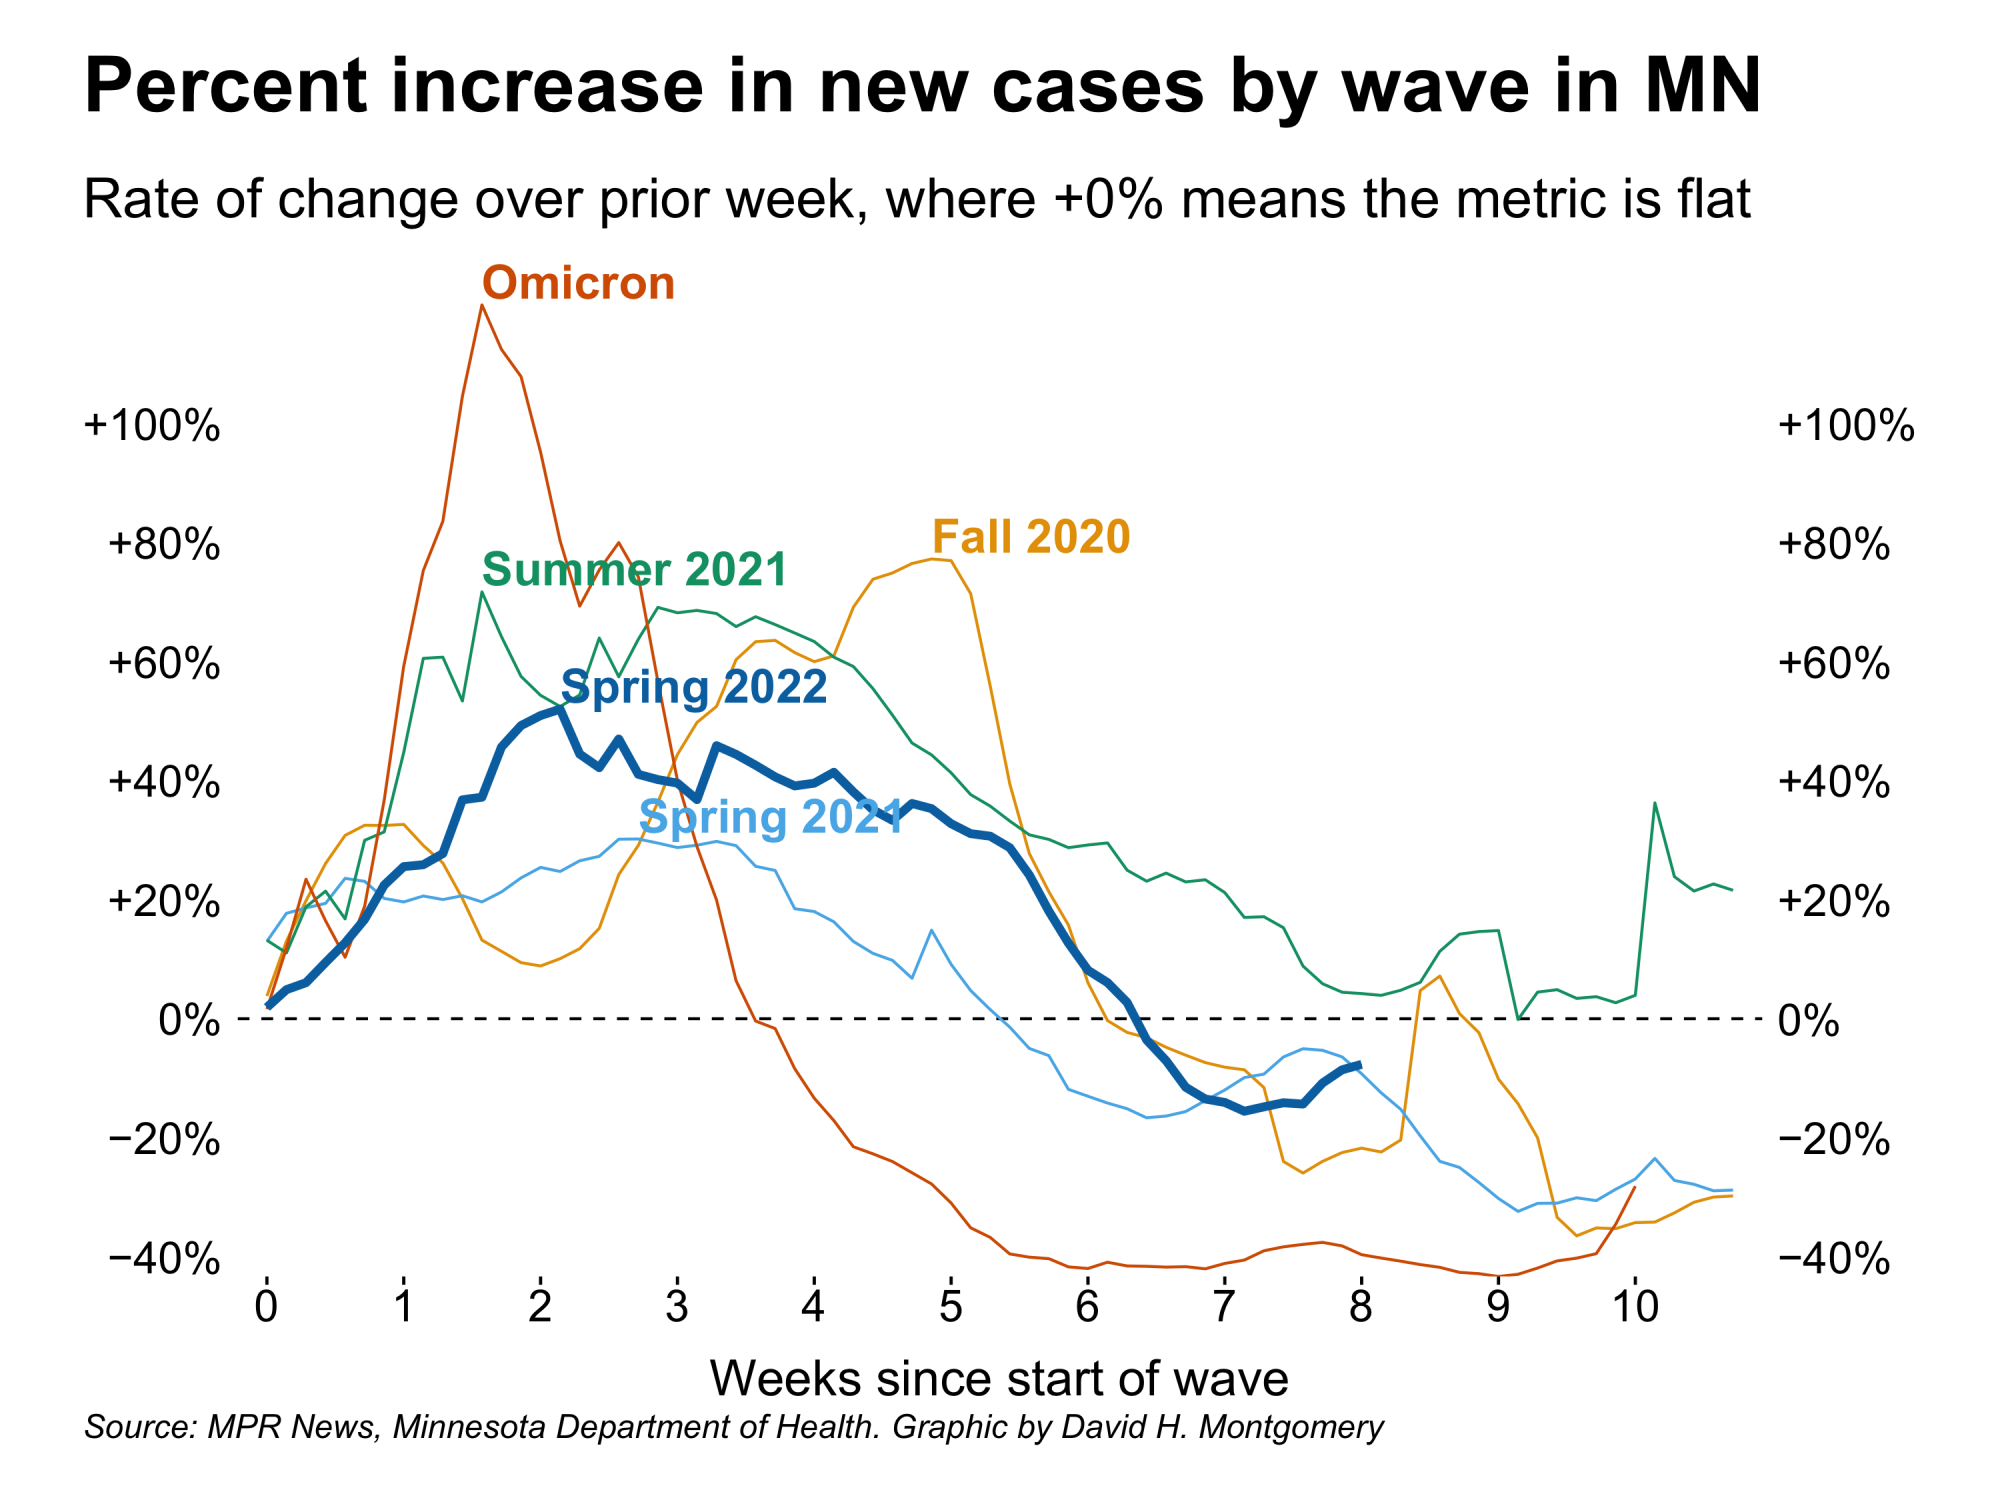 Percent increase in new cases by wave in MN
Rate of change over prior week, where +0% means the metric is flat
Omicron
+100% +100%
Fall 2020
+80% +80%
Summer 2021
+60% +60%
Spring 2022
+40% +40%
Spring 2021
+20% +20%
0% 0%
−20% −20%
−40% −40%
0 1 2 3 4 5 6 7 8 9 10
Weeks since start of wave
Source: MPR News, Minnesota Department of Health. Graphic by David H. Montgomery